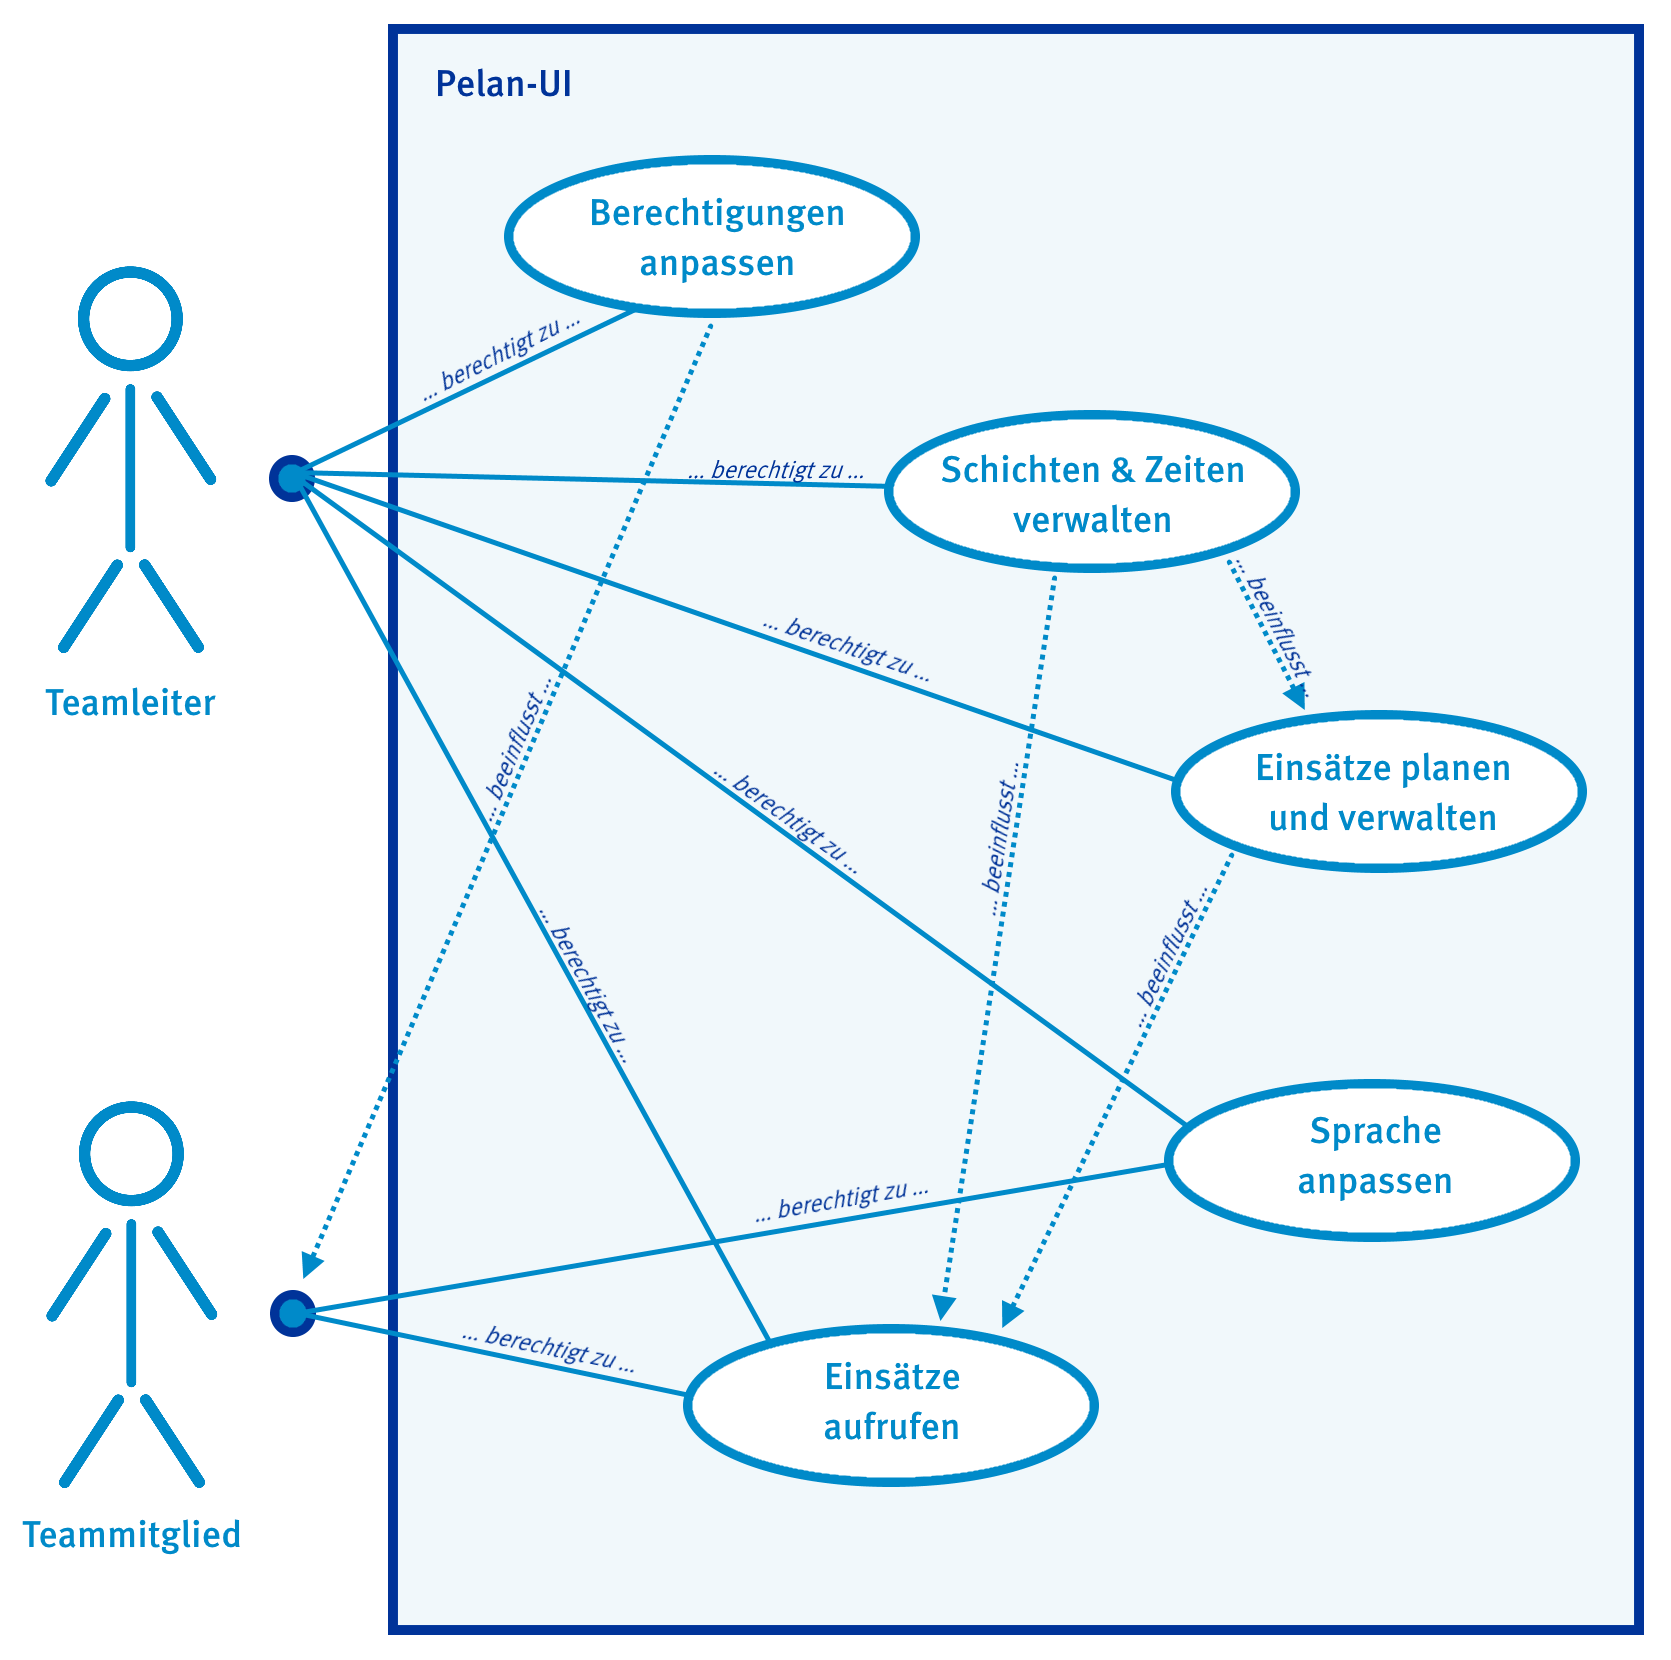 Pelan-UI
Berechtigungen
anpassen
... berechtigt zu ...
... berechtigt zu ...
Schichten & Zeiten
verwalten
... beeinflusst ...
... berechtigt zu ...
Teamleiter
... beeinflusst ...
Einsätze planen
und verwalten
... berechtigt zu ...
... beeinflusst ...
... beeinflusst ...
... berechtigt zu ...
Sprache
anpassen
... berechtigt zu ...
... berechtigt zu ...
Einsätze
aufrufen
Teammitglied